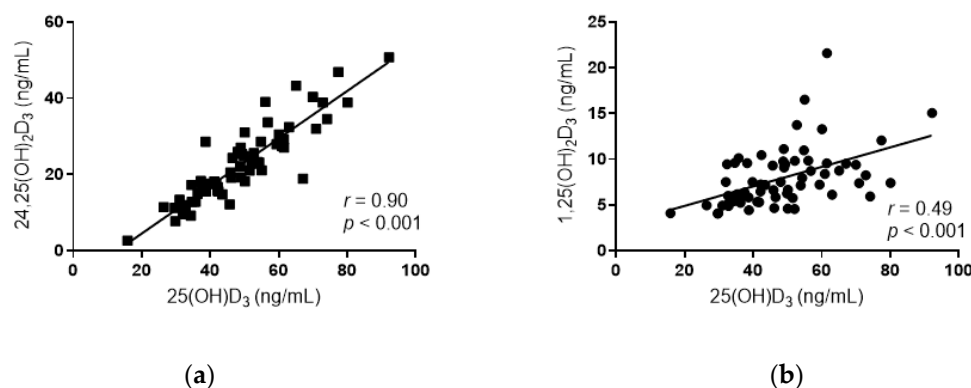 60
40
20
0
24,25(OH)₂D₃ (ng/mL)
r = 0.90
p < 0.001
0 20 40 60 80 100
25(OH)D₃ (ng/mL)
(a)
25
20
15
10
5
0
1,25(OH)₂D₃ (ng/mL)
r = 0.49
p < 0.001
0 20 40 60 80 100
25(OH)D₃ (ng/mL)
(b)